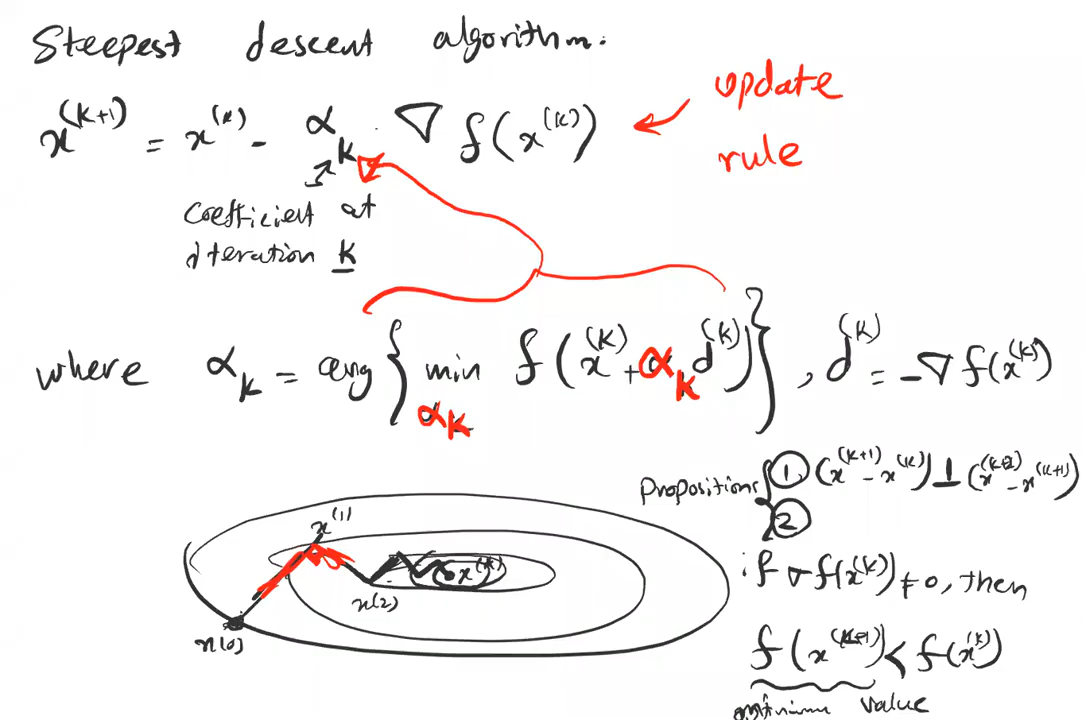 Steepest descent algorithm.
x^(k+1) = x^(k) - α_k · ∇ f(x^(k))
update
rule
coefficient at
iteration k
where α_k = arg { min_{α_k} f(x^(k) + α_k d^(k)) } , d^(k) = -∇ f(x^(k))
Propositions { ① (x^(k+1) - x^(k)) ⊥ (x^(k+2) - x^(k+1))
②
if ∇f(x^(k)) ≠ 0, then
f(x^(k+1)) < f(x^(k))
value
x^(1)
x^(k)
x(2)
x(0)